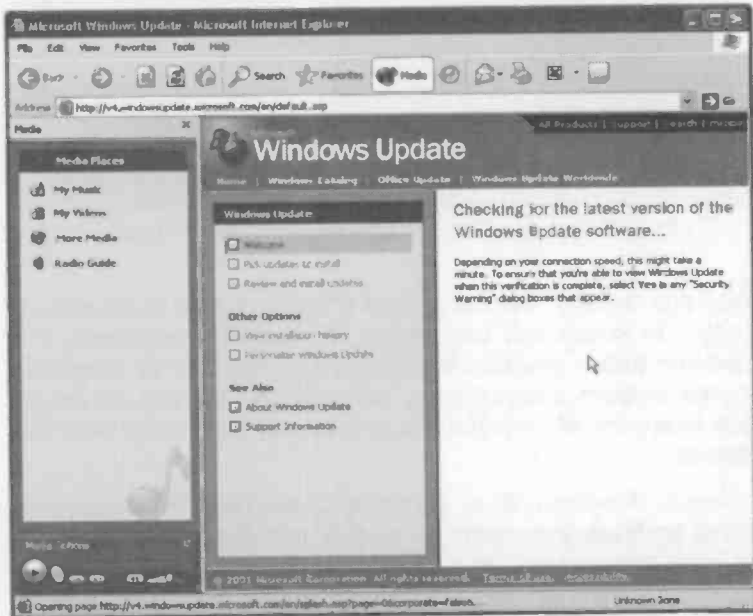 Microsoft Windows Update - Microsoft Internet Explorer
File Edit View Favorites Tools Help
Back Search Favorites Media
Address http://v4.windowsupdate.microsoft.com/en/default.asp
Media
Media Places
My Music
My Videos
More Media
Radio Guide
Media Options
All Products | Support | Search |
Microsoft
Windows Update
Home | Windows Catalog | Office Update | Windows Update Worldwide
Windows Update
Welcome
Pick updates to install
Review and install updates
Other Options
View installation history
Personalize Windows Update
See Also
About Windows Update
Support Information
Checking for the latest version of the
Windows Update software...
Depending on your connection speed, this might take a
minute. To ensure that you're able to view Windows Update
when this verification is complete, select Yes in any "Security
Warning" dialog boxes that appear.
© 2001 Microsoft Corporation. All rights reserved. Terms of Use. Accessibility.
Opening page http://v4.windowsupdate.microsoft.com/en/splash.asp?page=0&corporate=false...
Unknown Zone